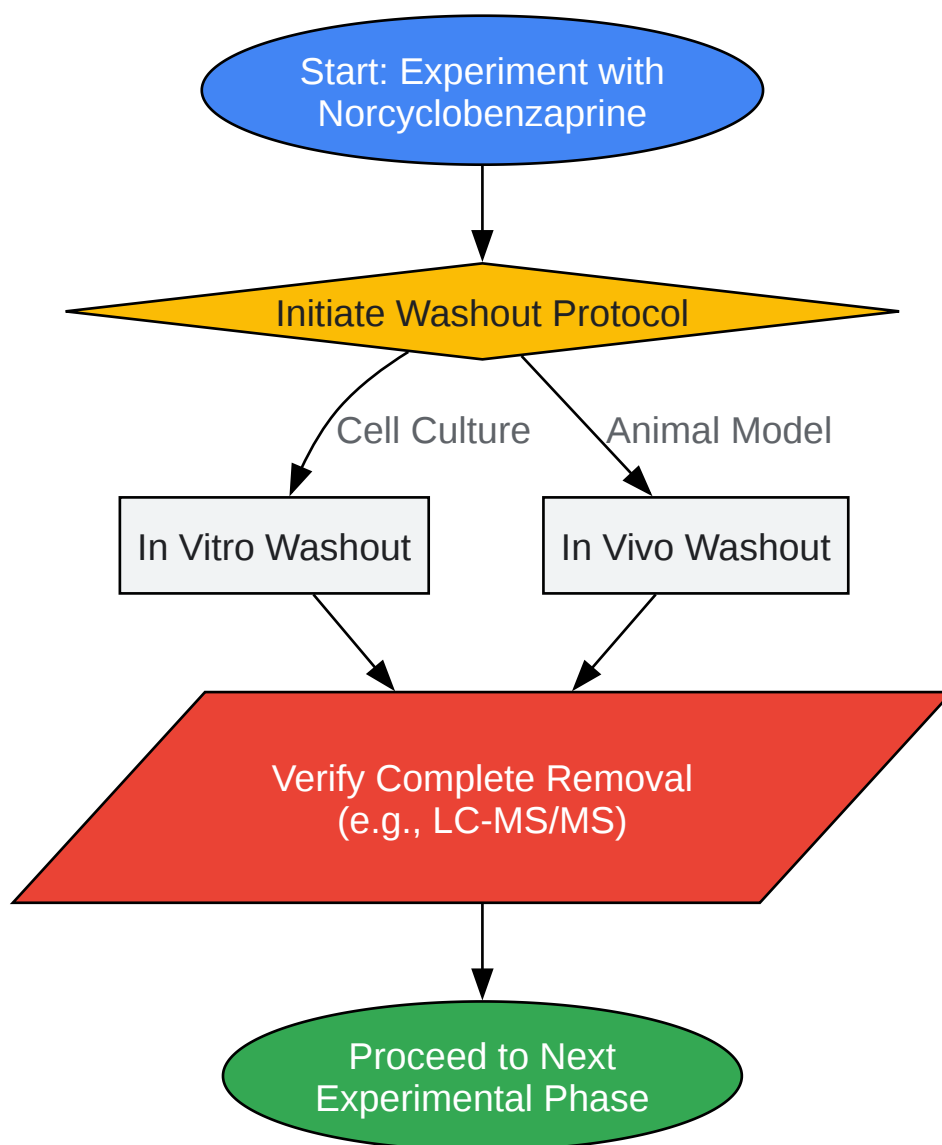 Start: Experiment with
Norcyclobenzaprine
Initiate Washout Protocol
Cell Culture
Animal Model
In Vitro Washout
In Vivo Washout
Verify Complete Removal
(e.g., LC-MS/MS)
Proceed to Next
Experimental Phase